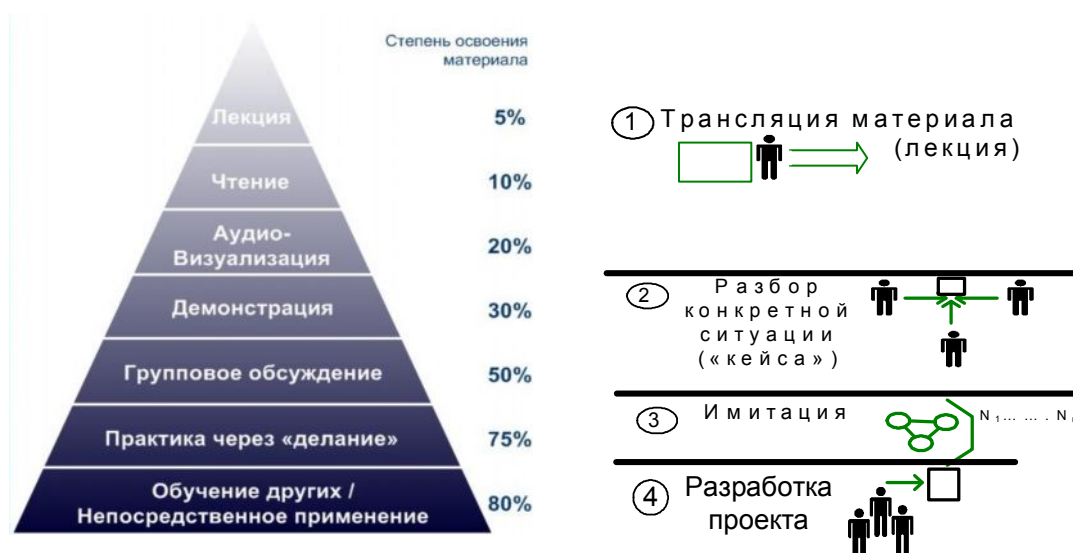 Степень освоения
материала
Лекция
5%
Чтение
10%
Аудио-
Визуализация
20%
Демонстрация
30%
Групповое обсуждение
50%
Практика через «делание»
75%
Обучение других /
Непосредственное применение
80%
1 Трансляция материала
(лекция)
2 Разбор
конкретной
ситуации
(«кейса»)
3 Имитация
N 1... ... . N
4 Разработка
проекта